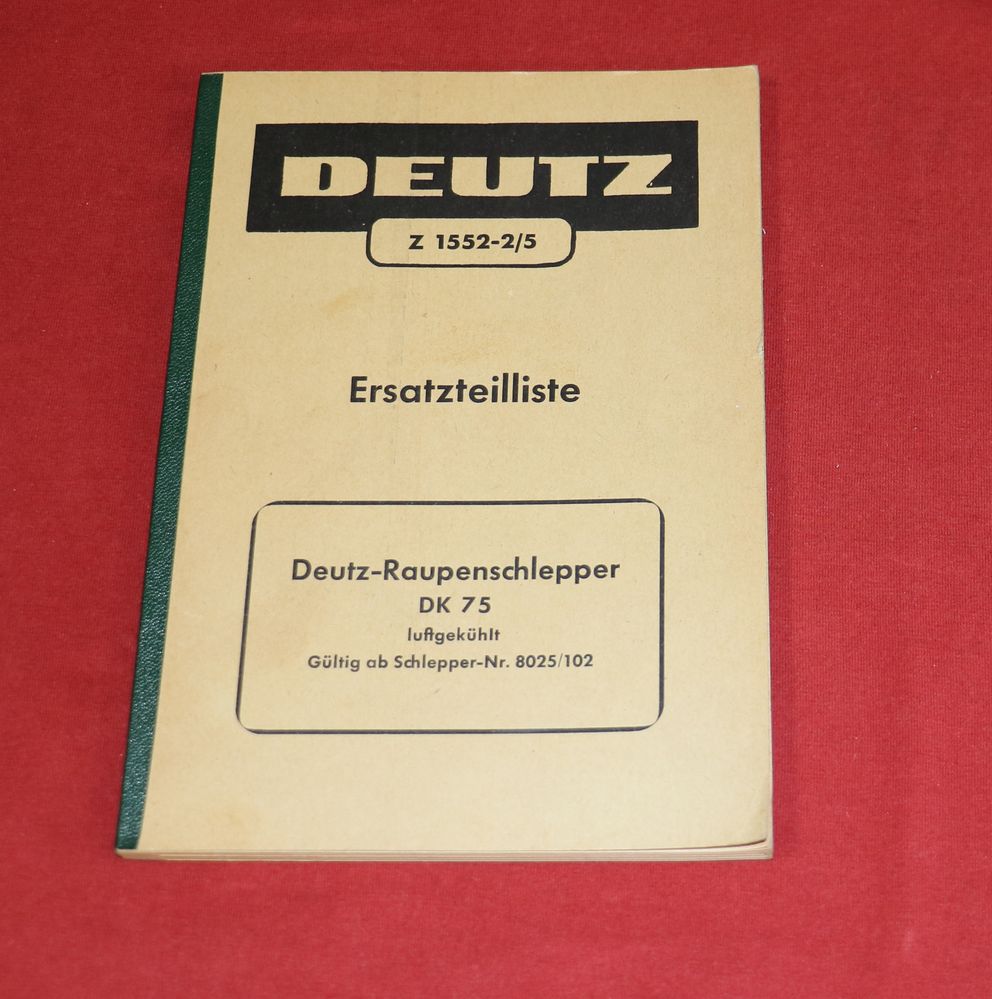 DEUTZ
Z 1552-2/5
Ersatzteilliste
Deutz-Raupenschlepper
DK 75
luftgekühlt
Gültig ab Schlepper-Nr. 8025/102